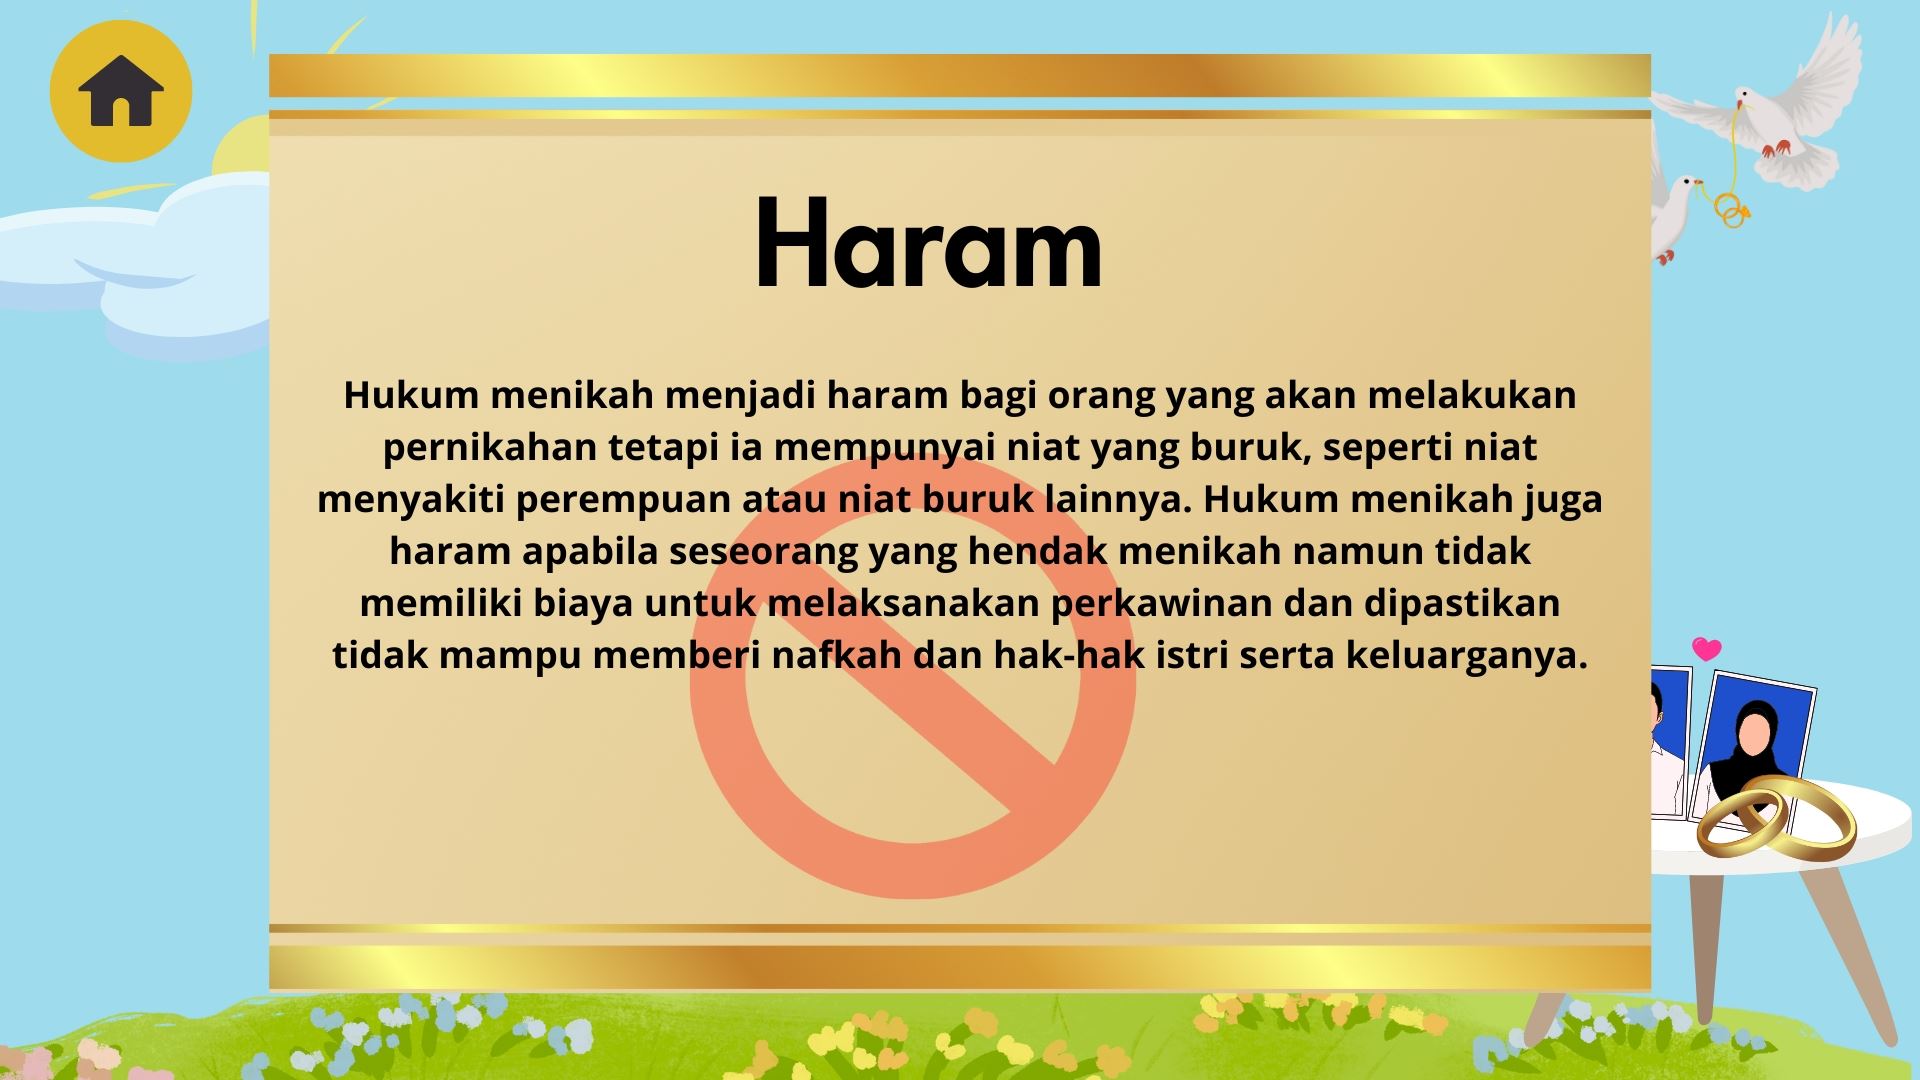 Haram
Hukum menikah menjadi haram bagi orang yang akan melakukan
pernikahan tetapi ia mempunyai niat yang buruk, seperti niat
menyakiti perempuan atau niat buruk lainnya. Hukum menikah juga
haram apabila seseorang yang hendak menikah namun tidak
memiliki biaya untuk melaksanakan perkawinan dan dipastikan
tidak mampu memberi nafkah dan hak-hak istri serta keluarganya.